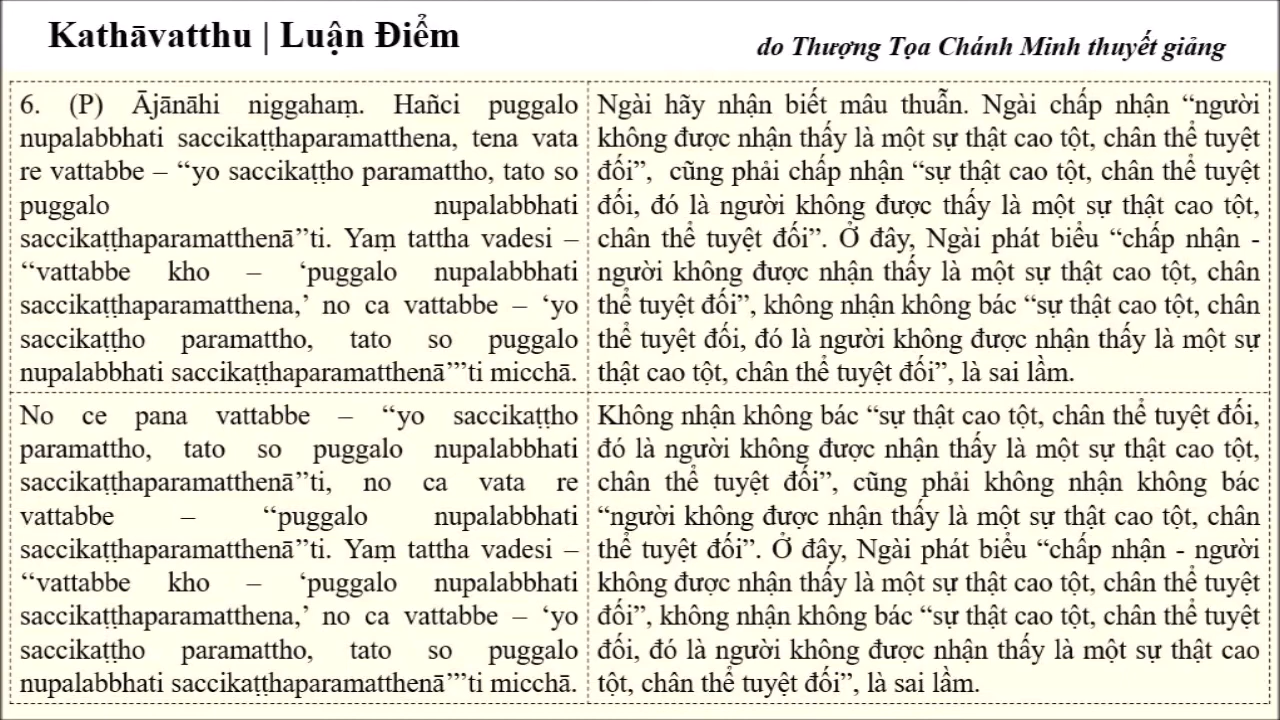 Kathāvatthu | Luận Điểm
do Thượng Tọa Chánh Minh thuyết giảng
6. (P) Ājānāhi niggahaṃ. Hañci puggalo
nupalabbhati saccikaṭṭhaparamatthena, tena vata
re vattabbe – “yo saccikaṭṭho paramattho, tato so
puggalo nupalabbhati
saccikaṭṭhaparamatthenā”ti. Yaṃ tattha vadesi –
“vattabbe kho – ‘puggalo nupalabbhati
saccikaṭṭhaparamatthena,’ no ca vattabbe – ‘yo
saccikaṭṭho paramattho, tato so puggalo
nupalabbhati saccikaṭṭhaparamatthenā’”ti micchā.
Ngài hãy nhận biết mâu thuẫn. Ngài chấp nhận “người
không được nhận thấy là một sự thật cao tột, chân thể tuyệt
đối”, cũng phải chấp nhận “sự thật cao tột, chân thể tuyệt
đối, đó là người không được thấy là một sự thật cao tột,
chân thể tuyệt đối”. Ở đây, Ngài phát biểu “chấp nhận -
người không được nhận thấy là một sự thật cao tột, chân
thể tuyệt đối”, không nhận không bác “sự thật cao tột, chân
thể tuyệt đối, đó là người không được nhận thấy là một sự
thật cao tột, chân thể tuyệt đối”, là sai lầm.
No ce pana vattabbe – “yo saccikaṭṭho
paramattho, tato so puggalo nupalabbhati
saccikaṭṭhaparamatthenā”ti, no ca vata re
vattabbe – “puggalo nupalabbhati
saccikaṭṭhaparamatthenā”ti. Yaṃ tattha vadesi –
“vattabbe kho – ‘puggalo nupalabbhati
saccikaṭṭhaparamatthena,’ no ca vattabbe – ‘yo
saccikaṭṭho paramattho, tato so puggalo
nupalabbhati saccikaṭṭhaparamatthenā’”ti micchā.
Không nhận không bác “sự thật cao tột, chân thể tuyệt đối,
đó là người không được nhận thấy là một sự thật cao tột,
chân thể tuyệt đối”, cũng phải không nhận không bác
“người không được nhận thấy là một sự thật cao tột, chân
thể tuyệt đối”. Ở đây, Ngài phát biểu “chấp nhận - người
không được nhận thấy là một sự thật cao tột, chân thể tuyệt
đối”, không nhận không bác “sự thật cao tột, chân thể tuyệt
đối, đó là người không được nhận thấy là một sự thật cao
tột, chân thể tuyệt đối”, là sai lầm.